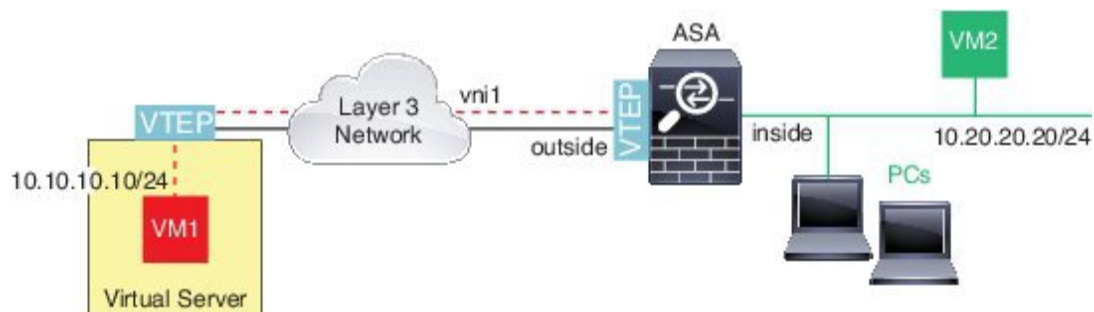 ASA
VM2
VTEP
Layer 3
Network
vni1
VTEP
outside
inside
10.20.20.20/24
10.10.10.10/24
VM1
PCs
Virtual Server